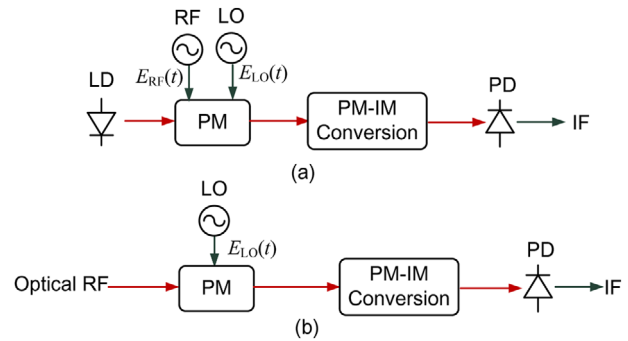 RF LO
E_RF(t) E_LO(t)
LD
PM
PM-IM
Conversion
PD
IF
(a)
LO
E_LO(t)
Optical RF
PM
PM-IM
Conversion
PD
IF
(b)